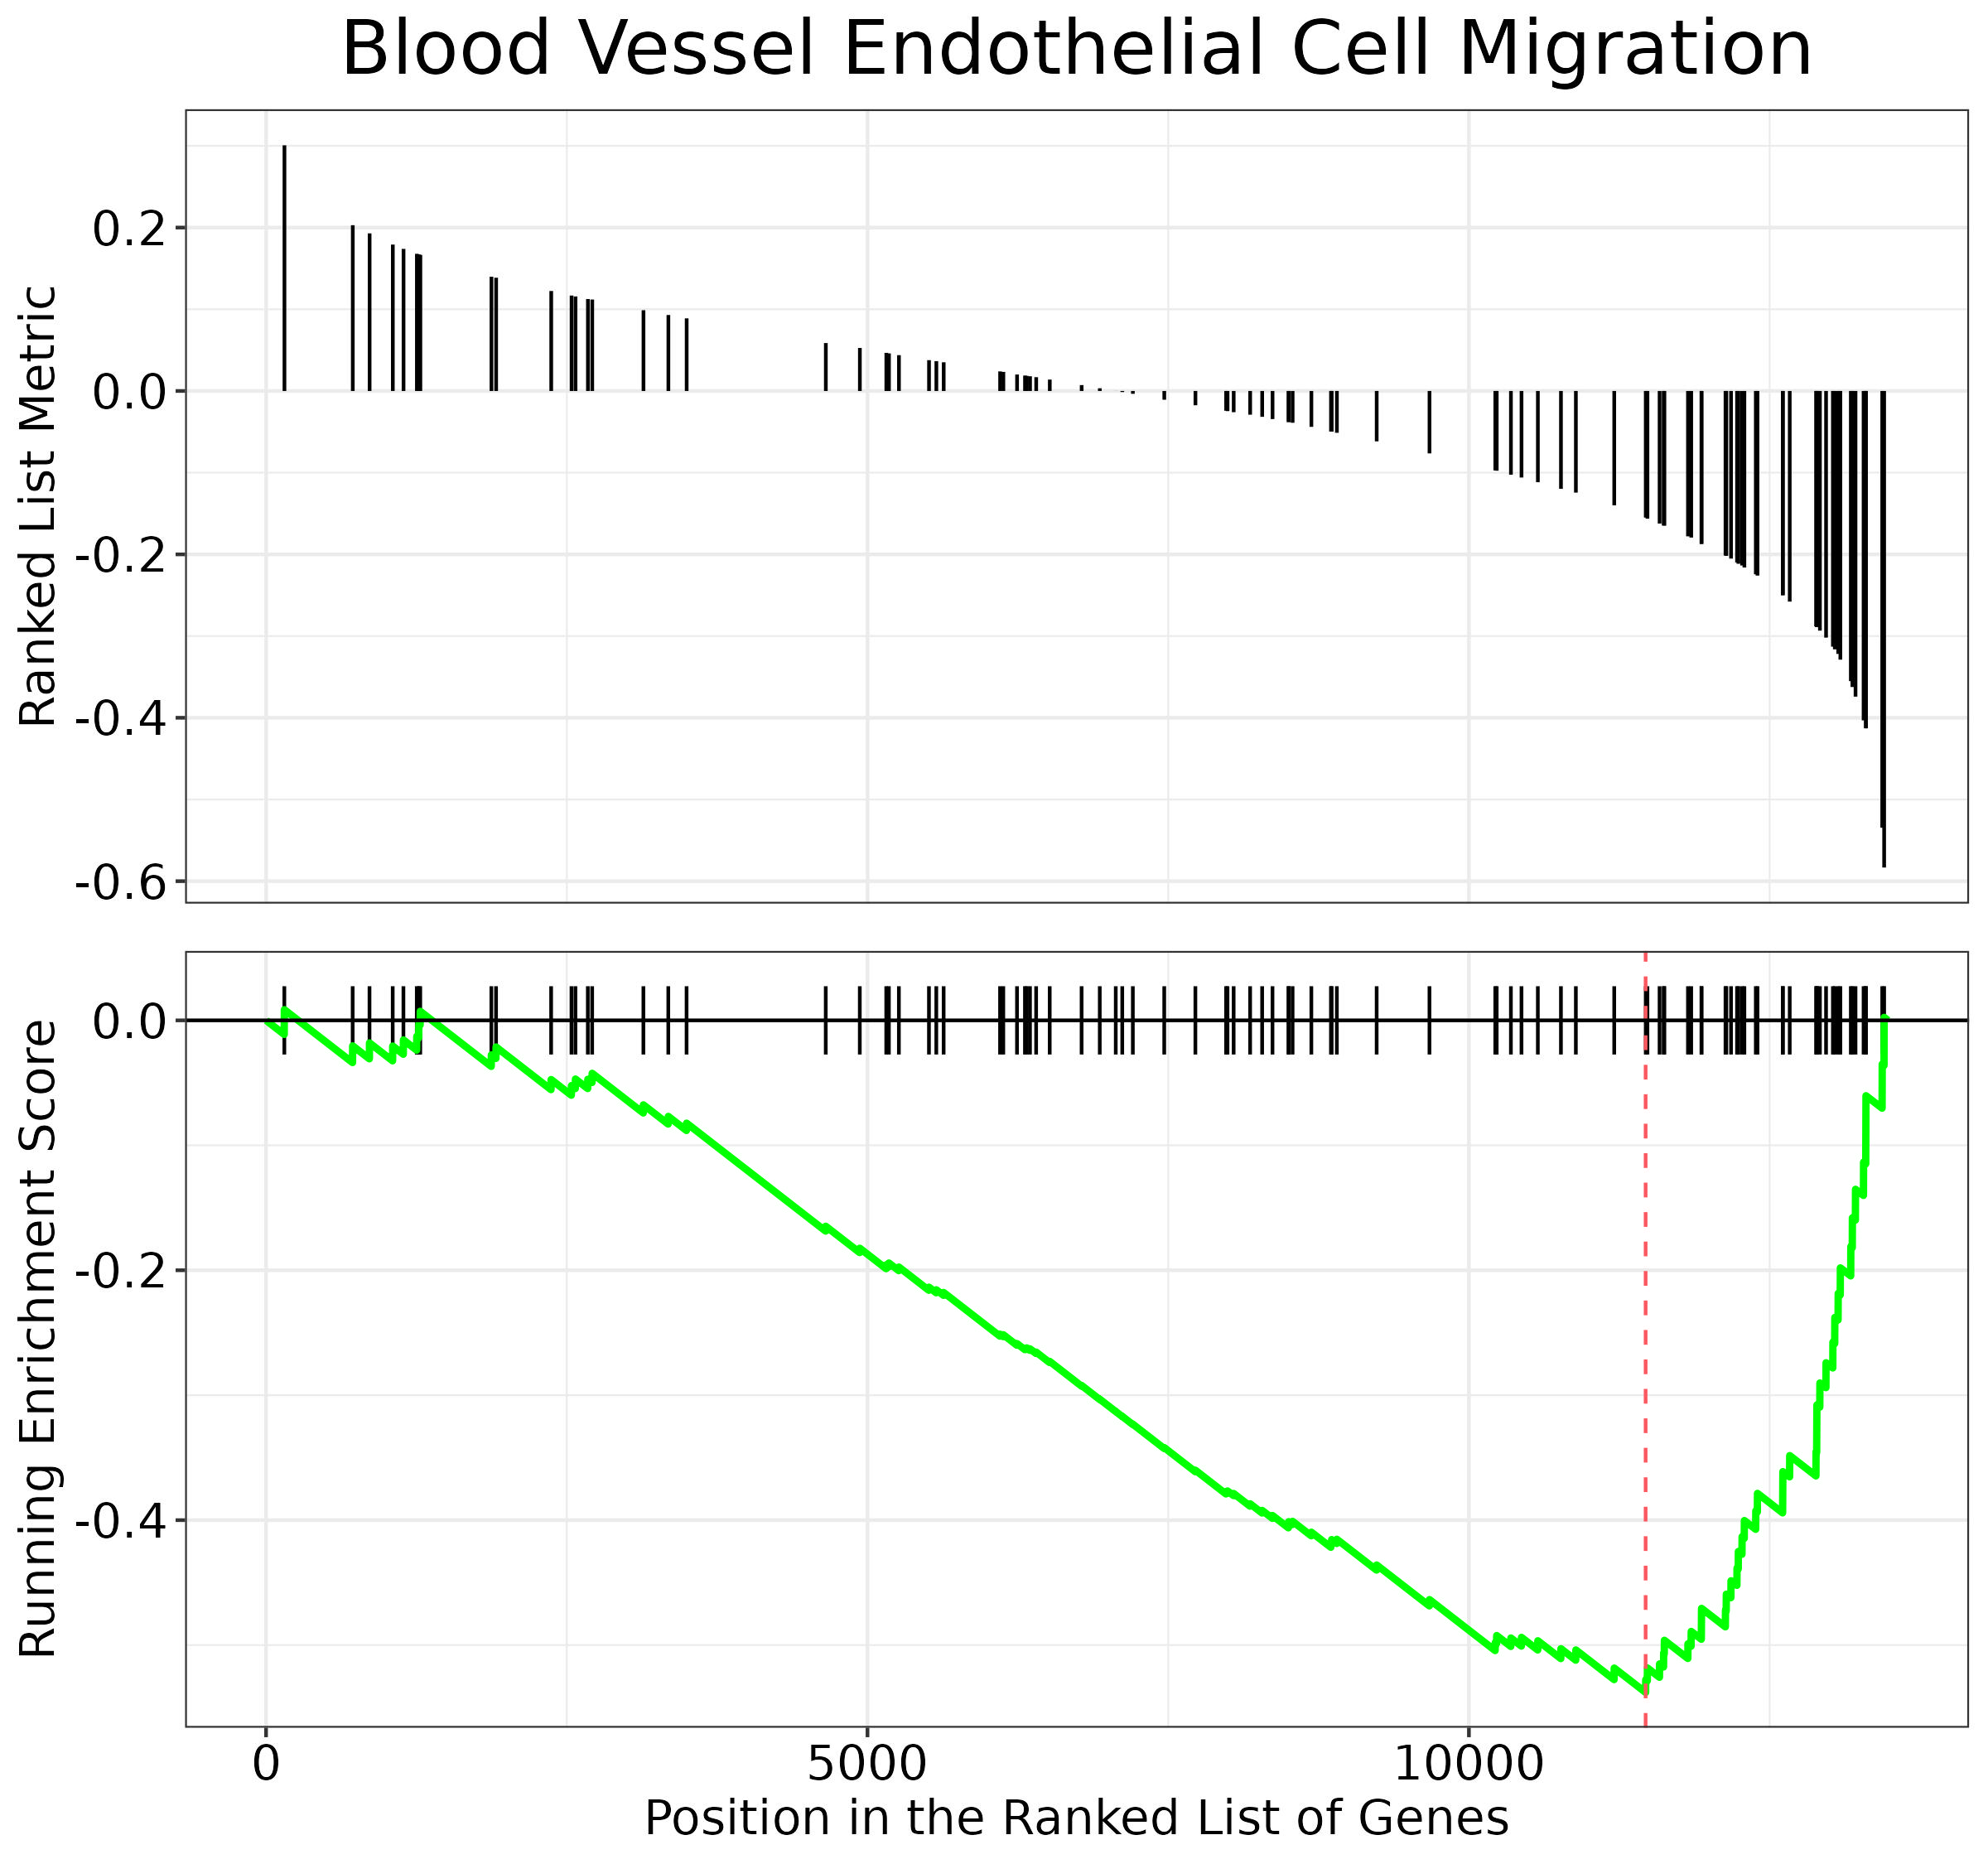 Blood Vessel Endothelial Cell Migration
Ranked List Metric
0.2
0.0
-0.2
-0.4
-0.6
Running Enrichment Score
0.0
-0.2
-0.4
0
5000
10000
Position in the Ranked List of Genes